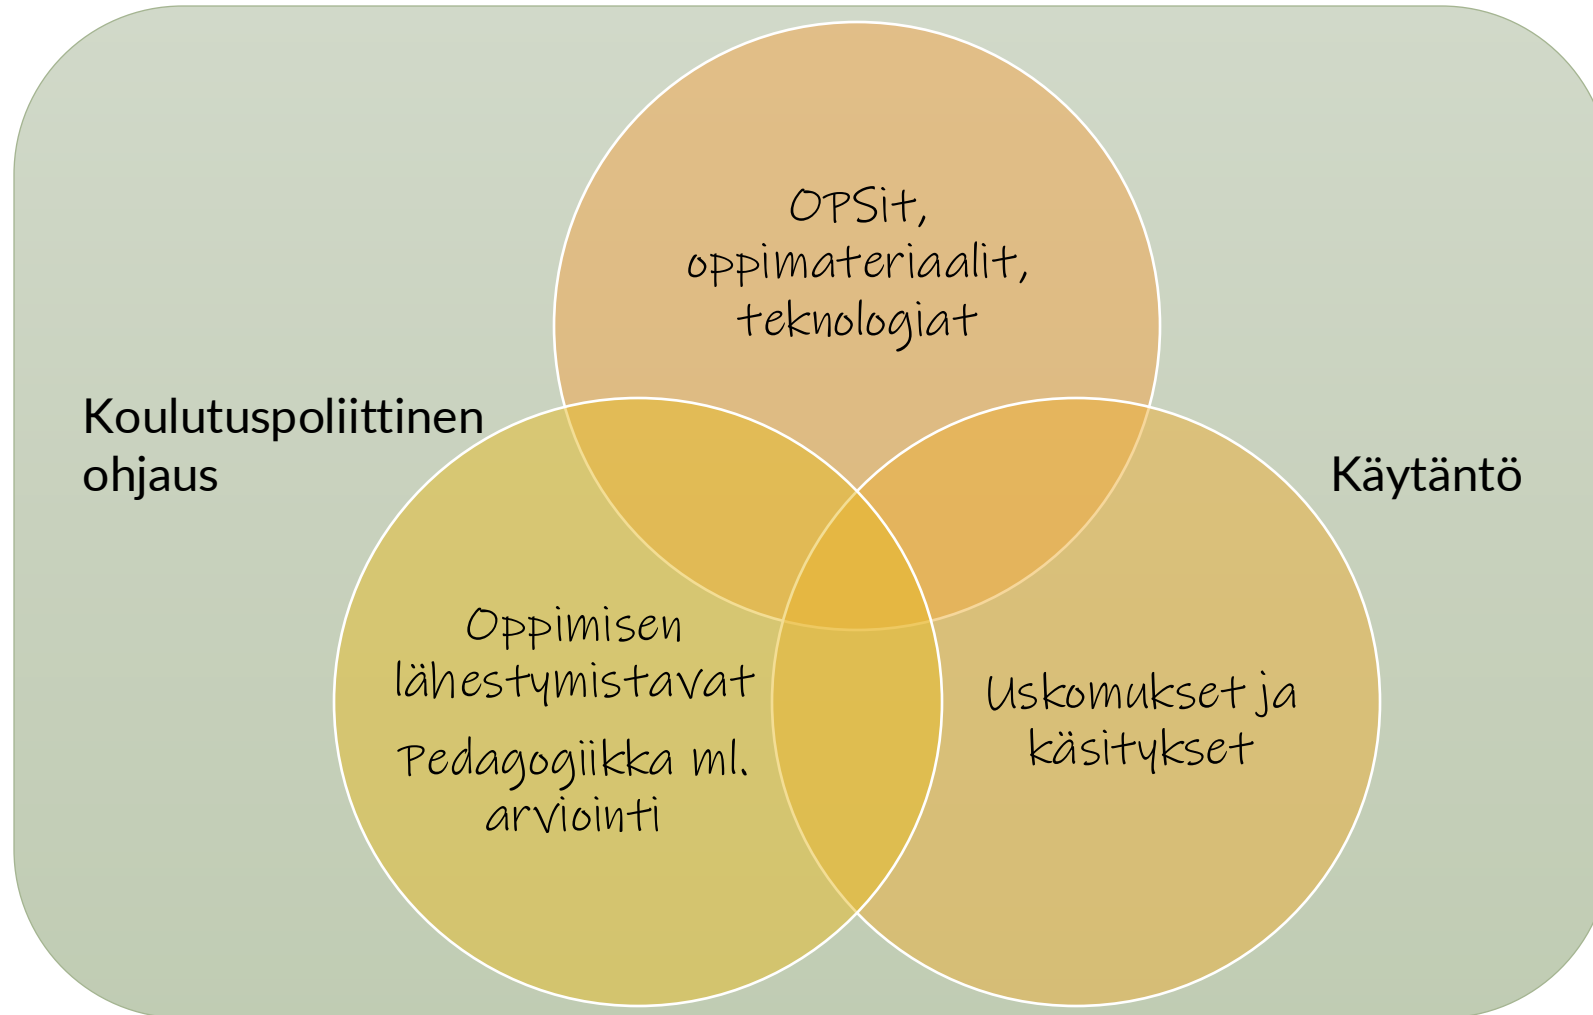 OPSit,
oppimateriaalit,
teknologiat
Koulutuspoliittinen
ohjaus
Käytäntö
Oppimisen
lähestymistavat
Pedagogiikka ml.
arviointi
Uskomukset ja
käsitykset